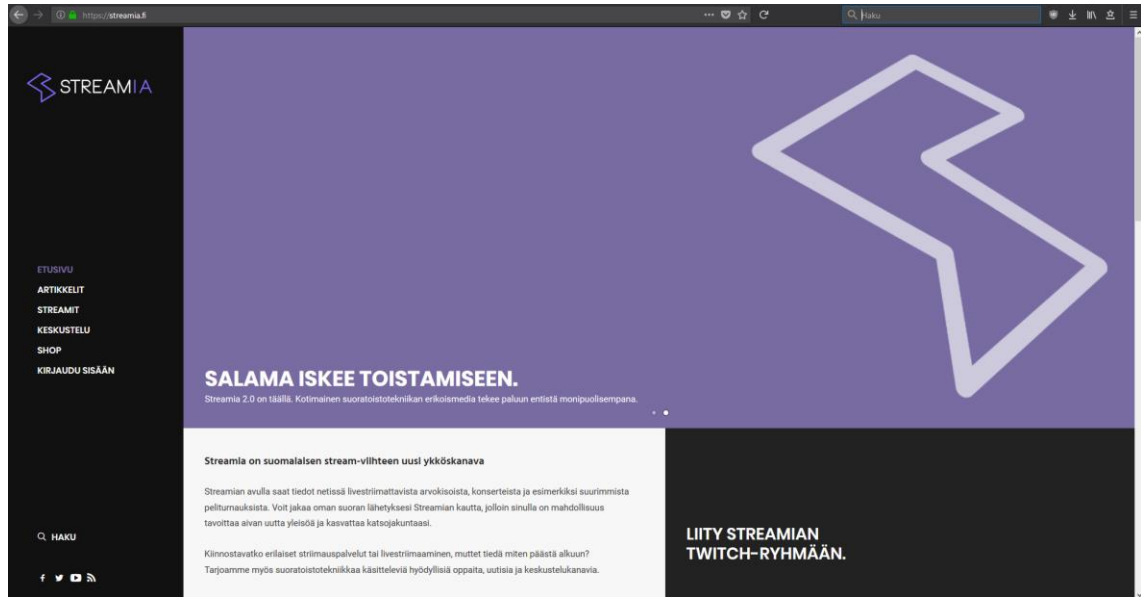 https://streamia.fi
Haku
STREAMIA
ETUSIVU
ARTIKKELIT
STREAMIT
KESKUSTELU
SHOP
KIRJAUDU SISÄÄN
HAKU
SALAMA ISKEE TOISTAMISEEN.
Streamia 2.0 on täällä. Kotimainen suoratoistotekniikan erikoismedia tekee paluun entistä monipuolisempana.
Streamia on suomalaisen stream-viihteen uusi ykköskanava
Streamian avulla saat tiedot netissä livestriimattavista arvokisoista, konserteista ja esimerkiksi suurimmista
peliturnauksista. Voit jakaa oman suoran lähetyksesi Streamian kautta, jolloin sinulla on mahdollisuus
tavoittaa aivan uutta yleisöä ja kasvattaa katsojakuntaasi.
Kiinnostavatko erilaiset striimauspalvelut tai livestriimaaminen, muttet tiedä miten päästä alkuun?
Tarjoamme myös suoratoistotekniikkaa käsitteleviä hyödyllisiä oppaita, uutisia ja keskustelukanavia.
LIITY STREAMIAN
TWITCH-RYHMÄÄN.